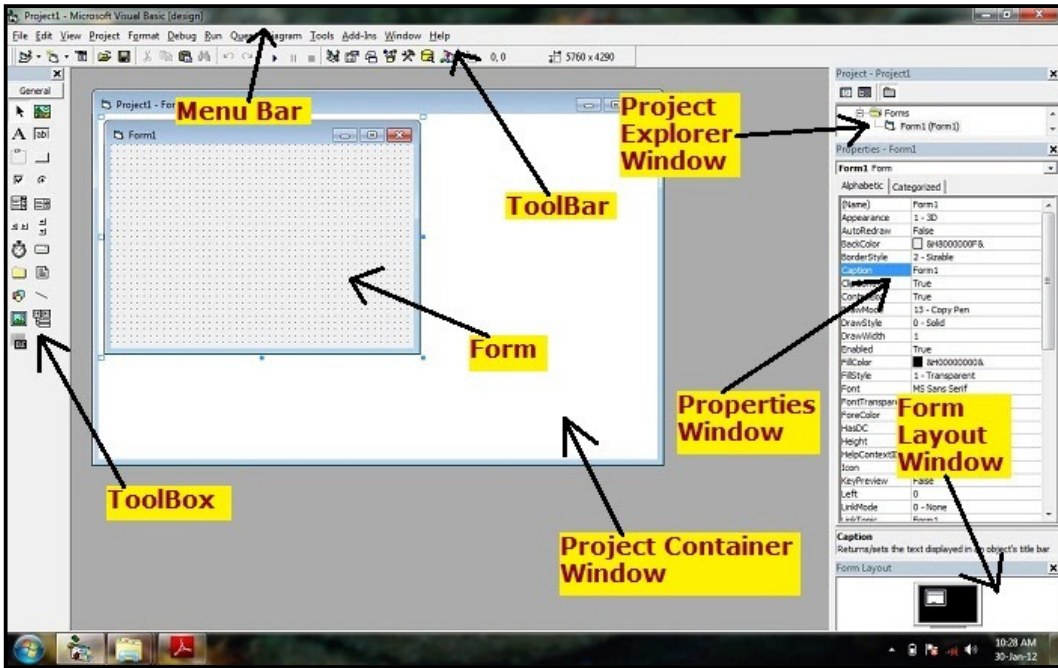 Project1 - Microsoft Visual Basic [design]
File Edit View Project Format Debug Run Diagram Tools Add-Ins Window Help
0, 0 5760 x 4290
General
Project1 -
Form1
Menu Bar
ToolBar
Form
ToolBox
Project Container
Window
Project - Project1
Forms
Form1 (Form1)
Project
Explorer
Window
Properties - Form1
Form1 Form
Alphabetic Categorized
(Name) Form1
Appearance 1 - 3D
AutoRedraw False
BackColor &H8000000F&
BorderStyle 2 - Sizable
Caption Form1
True
True
13 - Copy Pen
DrawStyle 0 - Solid
DrawWidth 1
Enabled True
FillColor &H00000000&
FillStyle 1 - Transparent
Font MS Sans Serif
ForeColor
HasDC
Height
Icon
KeyPreview False
Left 0
LinkMode 0 - None
LinkTopic Form1
Properties
Window
Form
Layout
Window
Caption
Returns/sets the text displayed in an object's title bar
Form Layout
10:28 AM
30-Jan-12